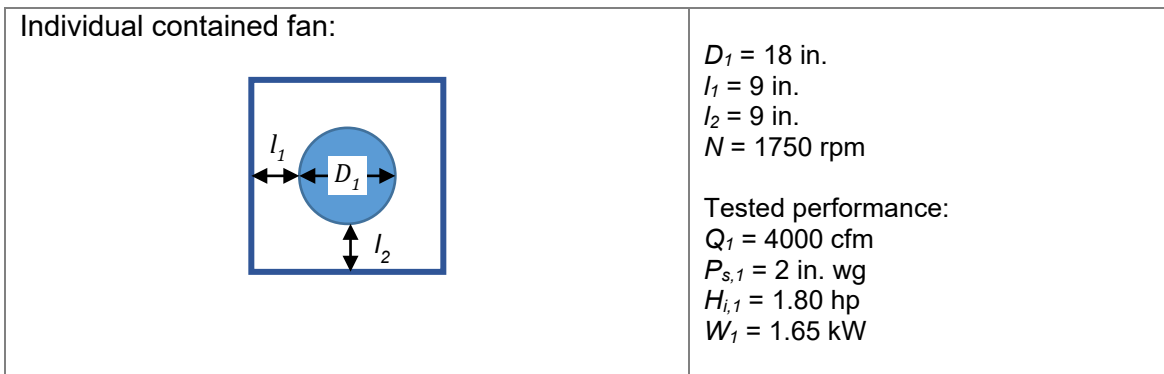 Individual contained fan:
l₁
D₁
l₂
D₁ = 18 in.
l₁ = 9 in.
l₂ = 9 in.
N = 1750 rpm
Tested performance:
Q₁ = 4000 cfm
Pₛ,₁ = 2 in. wg
Hᵢ,₁ = 1.80 hp
W₁ = 1.65 kW